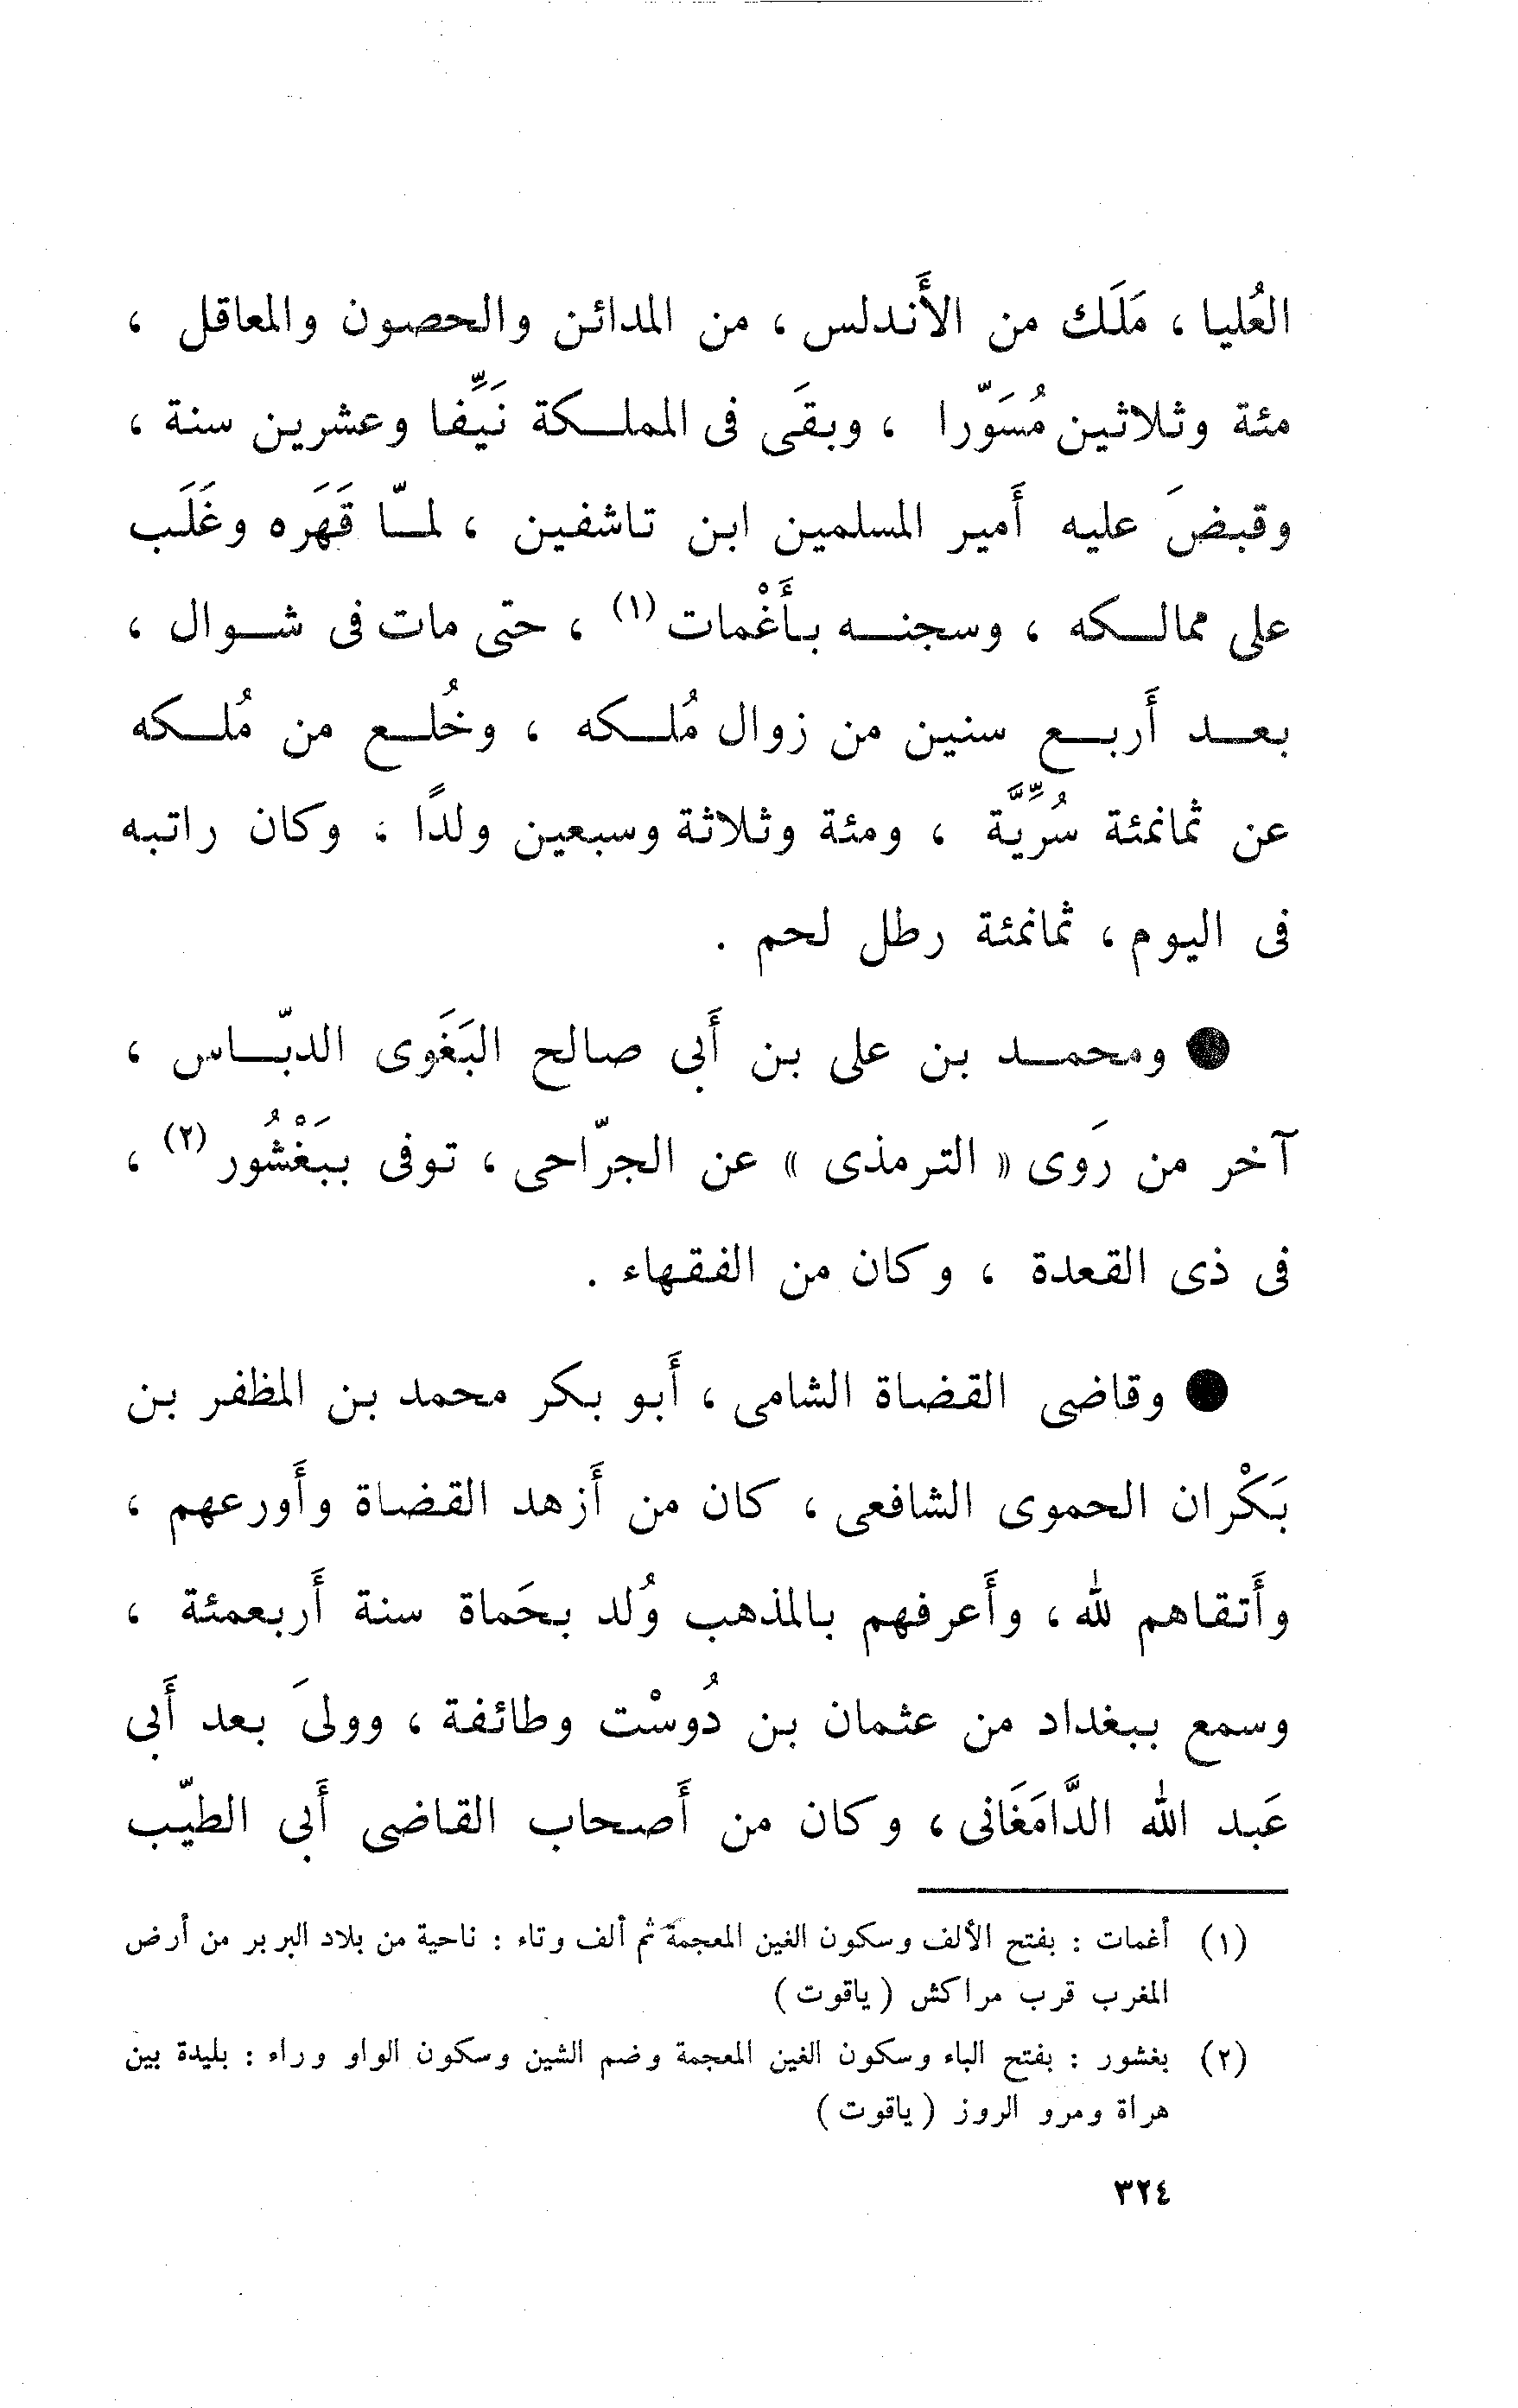 العُليا ، مَلَك من الأَندلس ، من المدائن والحصون والمعاقل ،
مئة وثلاثين مُسَوّرا ، وبقَى فى المملكة نَيِّفا وعشرين سنة ،
وقبضَ عليه أَمير المسلمين ابن تاشفين ، لمّا قَهَره وغَلَب
على ممالكه ، وسجنه بأَغْمات (١) ، حتى مات فى شوال ،
بعد أَربع سنين من زوال مُلكه ، وخُلع من مُلكه
عن ثمانمئة سُرِّيَّة ، ومئة وثلاثة وسبعين ولدًا ، وكان راتبه
فى اليوم ، ثمانمئة رطل لحم .
● ومحمد بن على بن أَبى صالح البَغَوى الدبّاس ،
آخر من رَوى « الترمذى » عن الجرّاحى ، توفى ببَغْشُور (٢) ،
فى ذى القعدة ، وكان من الفقهاء .
● وقاضى القضاة الشامى ، أَبو بكر محمد بن المظفر بن
بَكْران الحموى الشافعى ، كان من أَزهد القضاة وأَورعهم ،
وأَتقاهم لله ، وأَعرفهم بالمذهب وُلد بحَماة سنة أَربعمئة ،
وسمع ببغداد من عثمان بن دُوسْت وطائفة ، وولىَ بعد أَبى
عَبد الله الدَّامَغَانى ، وكان من أَصحاب القاضى أَبى الطيّب
(١) أغمات : بفتح الألف وسكون الغين المعجمة ثم ألف وتاء : ناحية من بلاد البربر من أرض
المغرب قرب مراكش ( ياقوت )
(٢) بغشور : بفتح الباء وسكون الغين المعجمة وضم الشين وسكون الواو وراء : بليدة بين
هراة ومرو الروز ( ياقوت )
٣٢٤